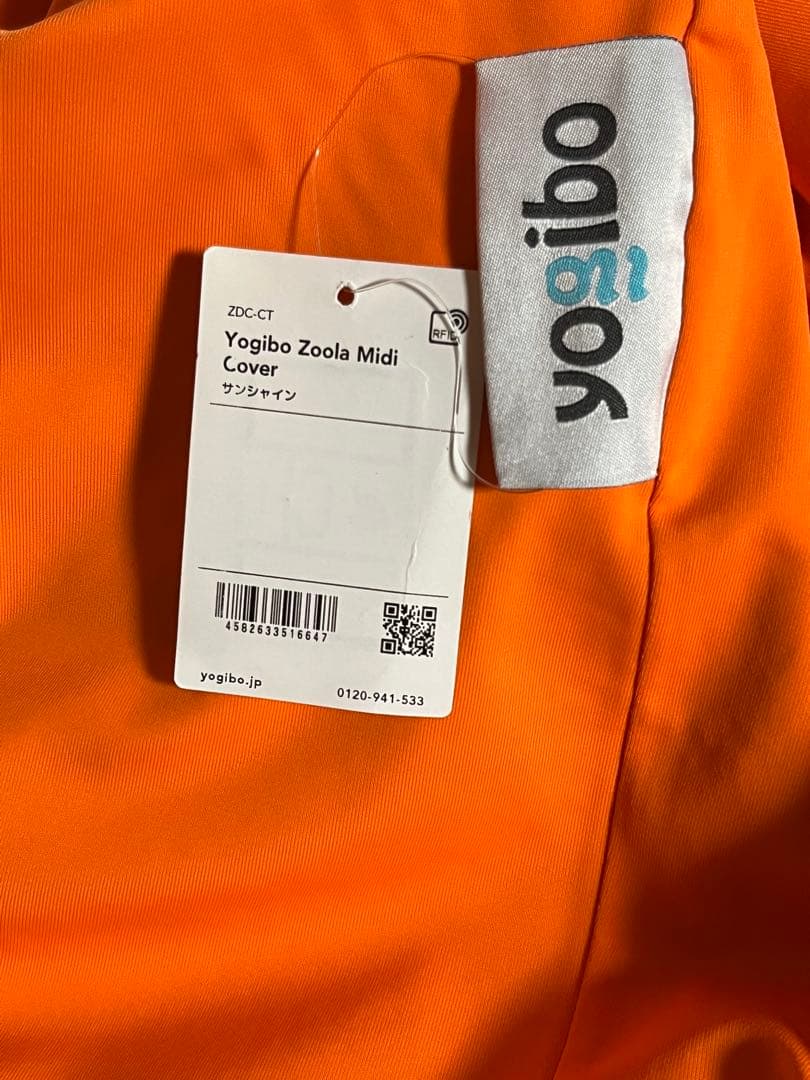 ZDC-CT
RFID
Yogibo Zoola Midi
Cover
サンシャイン
4582633516647
yogibo.jp
0120-941-533
yogibo